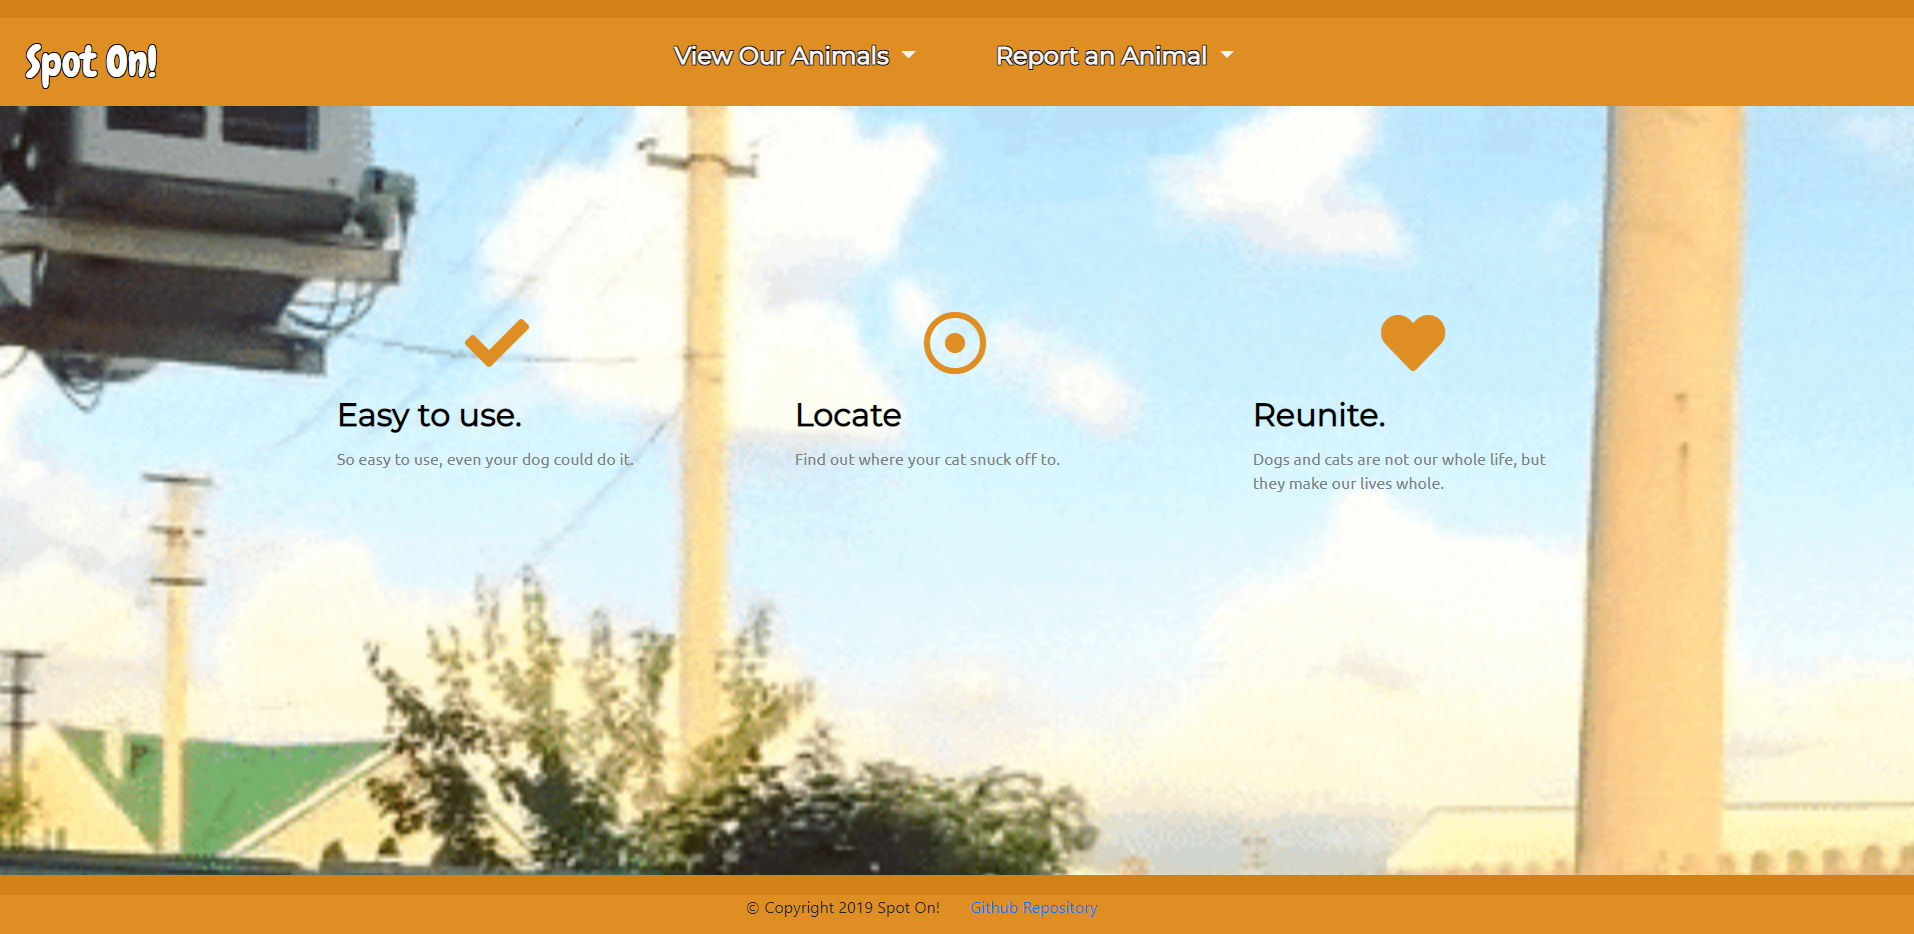 Spot On!
View Our Animals
Report an Animal
Easy to use.
So easy to use, even your dog could do it.
Locate
Find out where your cat snuck off to.
Reunite.
Dogs and cats are not our whole life, but
they make our lives whole.
© Copyright 2019 Spot On!
Github Repository